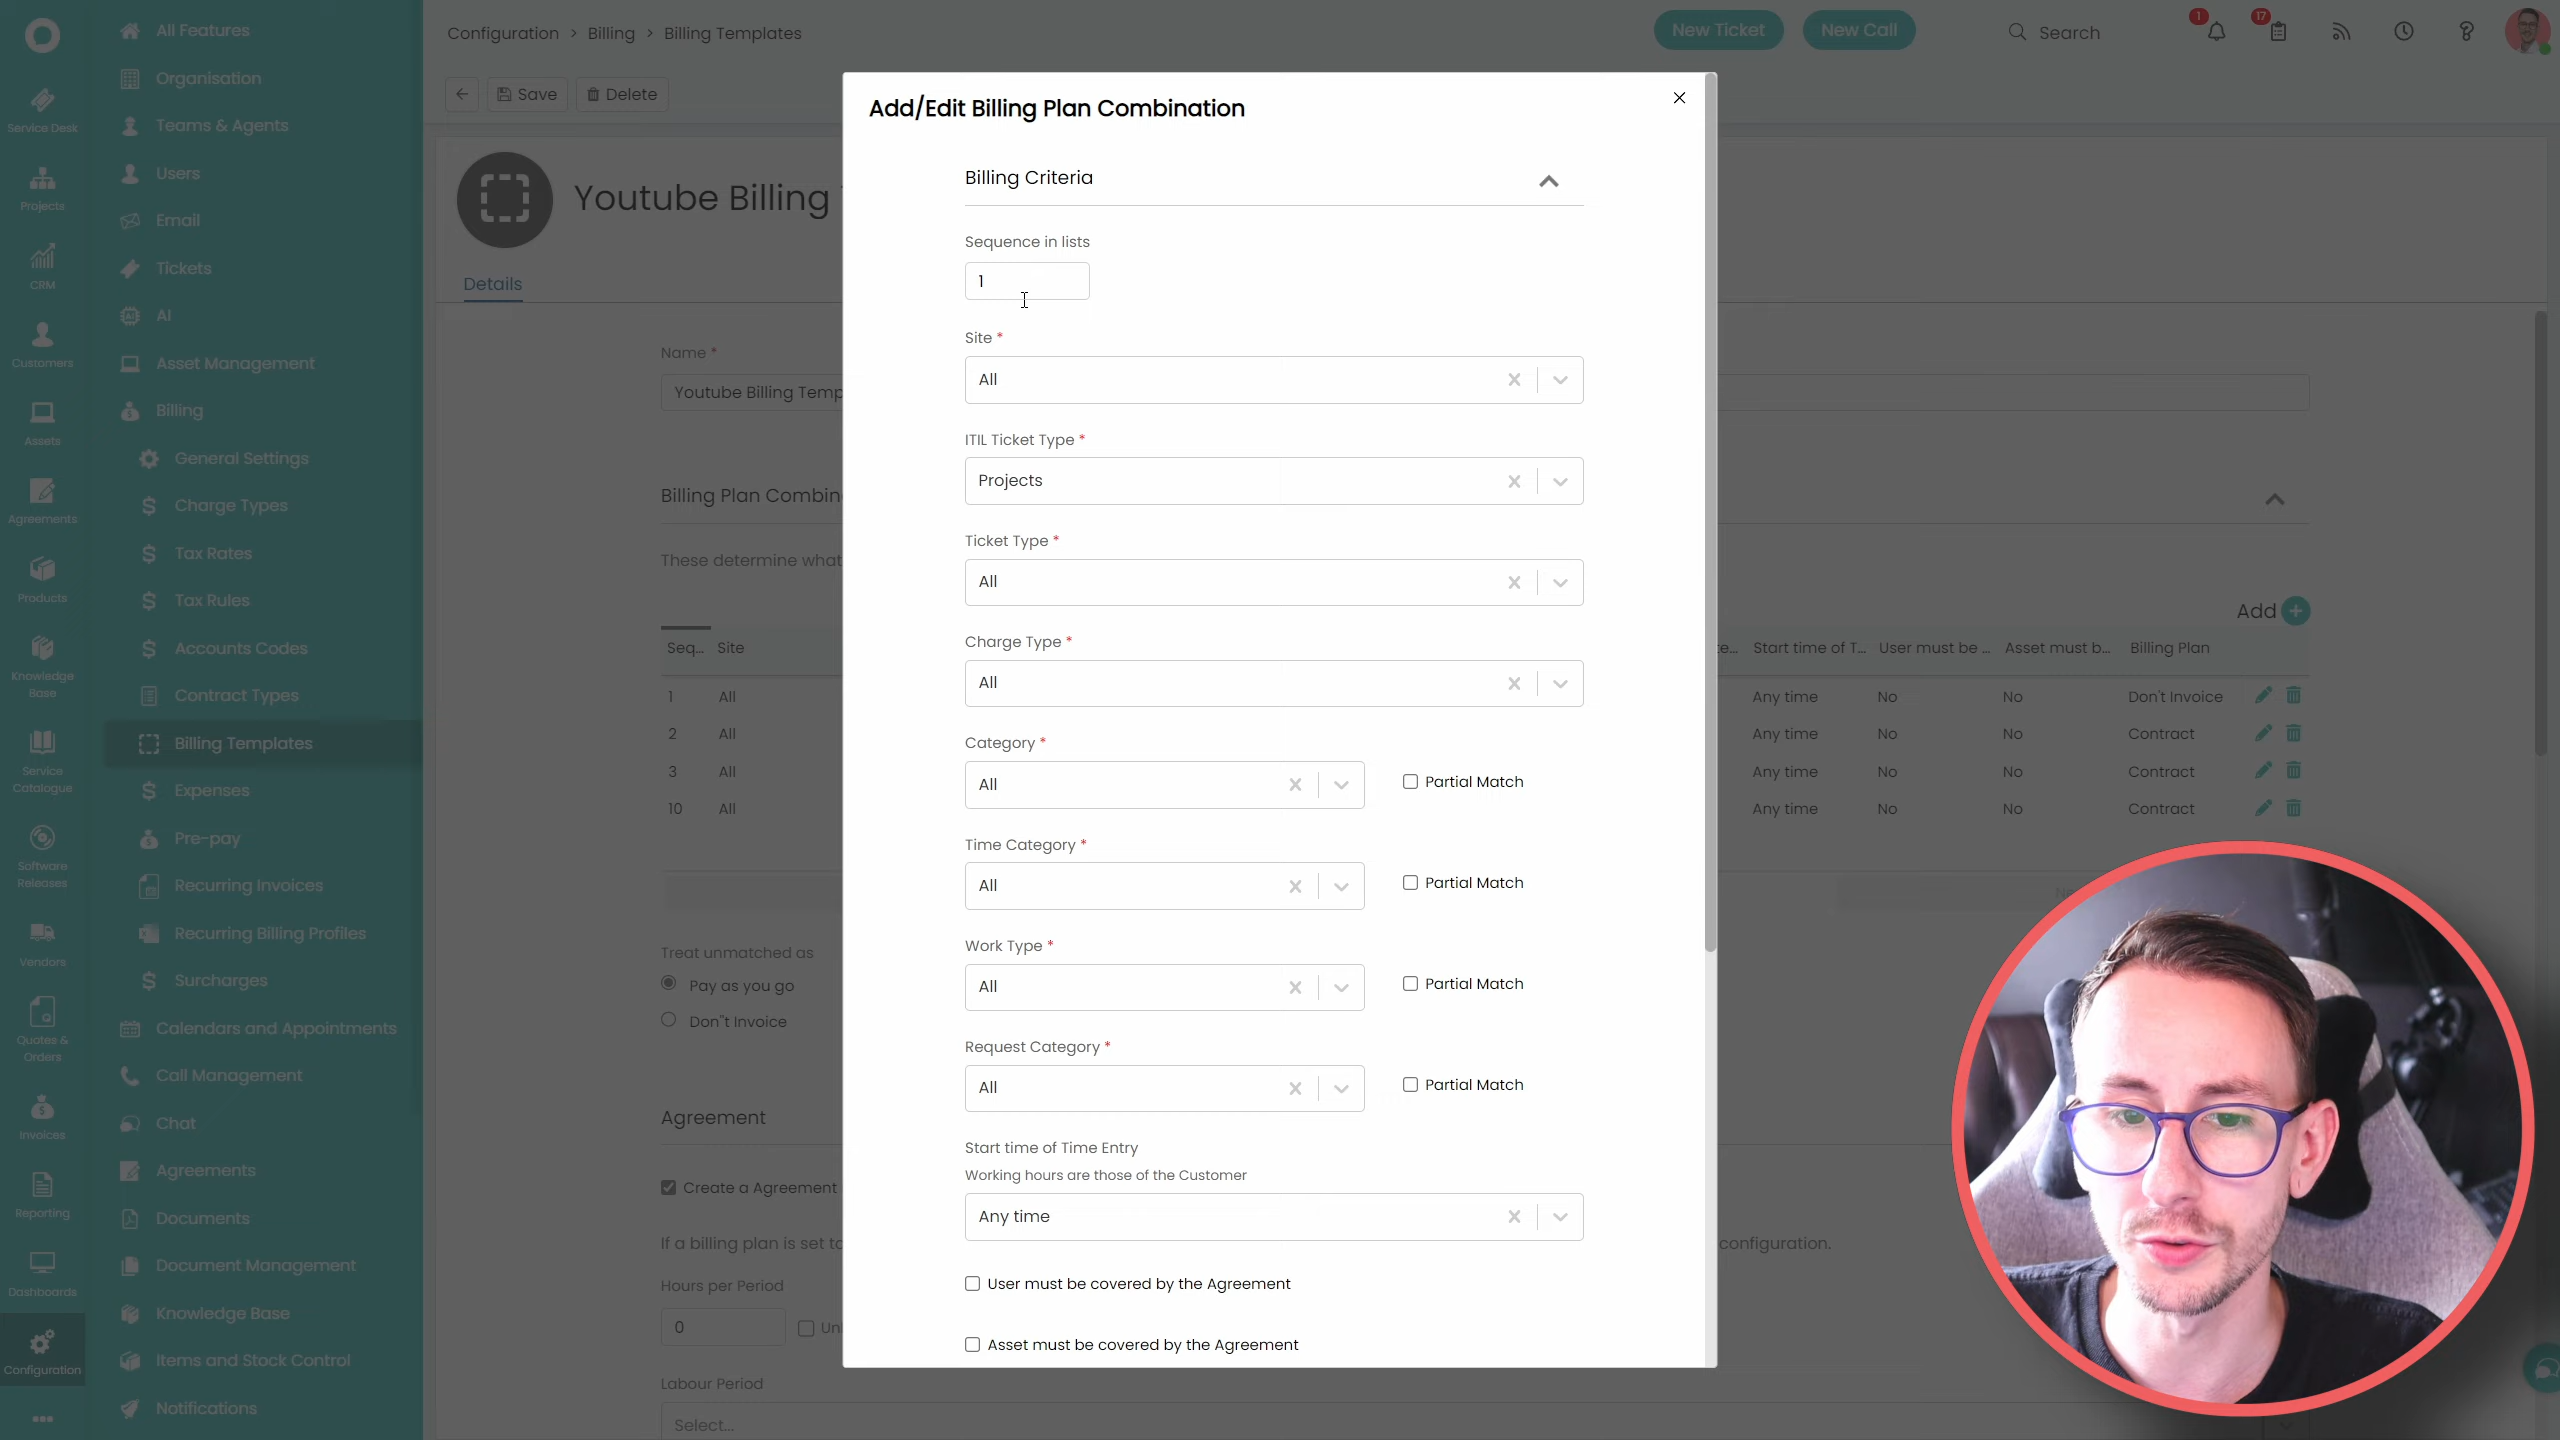 Configuration > Billing > Billing Templates
New Ticket
New Call
Search
1
17
Save
Delete
Service Desk
Projects
CRM
Customers
Assets
Agreements
Products
Knowledge
Base
Service
Catalogue
Software
Releases
Vendors
Quotes &
Orders
Invoices
Reporting
Dashboards
Configuration
All Features
Organisation
Teams & Agents
Users
Email
Tickets
AI
Asset Management
Billing
General Settings
Charge Types
Tax Rates
Tax Rules
Accounts Codes
Contract Types
Billing Templates
Expenses
Pre-pay
Recurring Invoices
Recurring Billing Profiles
Surcharges
Calendars and Appointments
Call Management
Chat
Agreements
Documents
Document Management
Knowledge Base
Items and Stock Control
Notifications
Youtube Billing
Details
Name *
Youtube Billing Temp
Billing Plan Combin
These determine what
Add
Seq... Site
1 All
2 All
3 All
10 All
Treat unmatched as
Pay as you go
Don"t Invoice
Agreement
Create a Agreement
If a billing plan is set to
Hours per Period
0
Labour Period
Select...
Add/Edit Billing Plan Combination
Billing Criteria
Sequence in lists
1
Site *
All
ITIL Ticket Type *
Projects
Ticket Type *
All
Charge Type *
All
Category *
All
Partial Match
Time Category *
All
Partial Match
Work Type *
All
Partial Match
Request Category *
All
Partial Match
Start time of Time Entry
Working hours are those of the Customer
Any time
User must be covered by the Agreement
Asset must be covered by the Agreement
Start time of T... User must be ... Asset must b... Billing Plan
Any time No No Don't Invoice
Any time No No Contract
Any time No No Contract
Any time No No Contract
configuration.